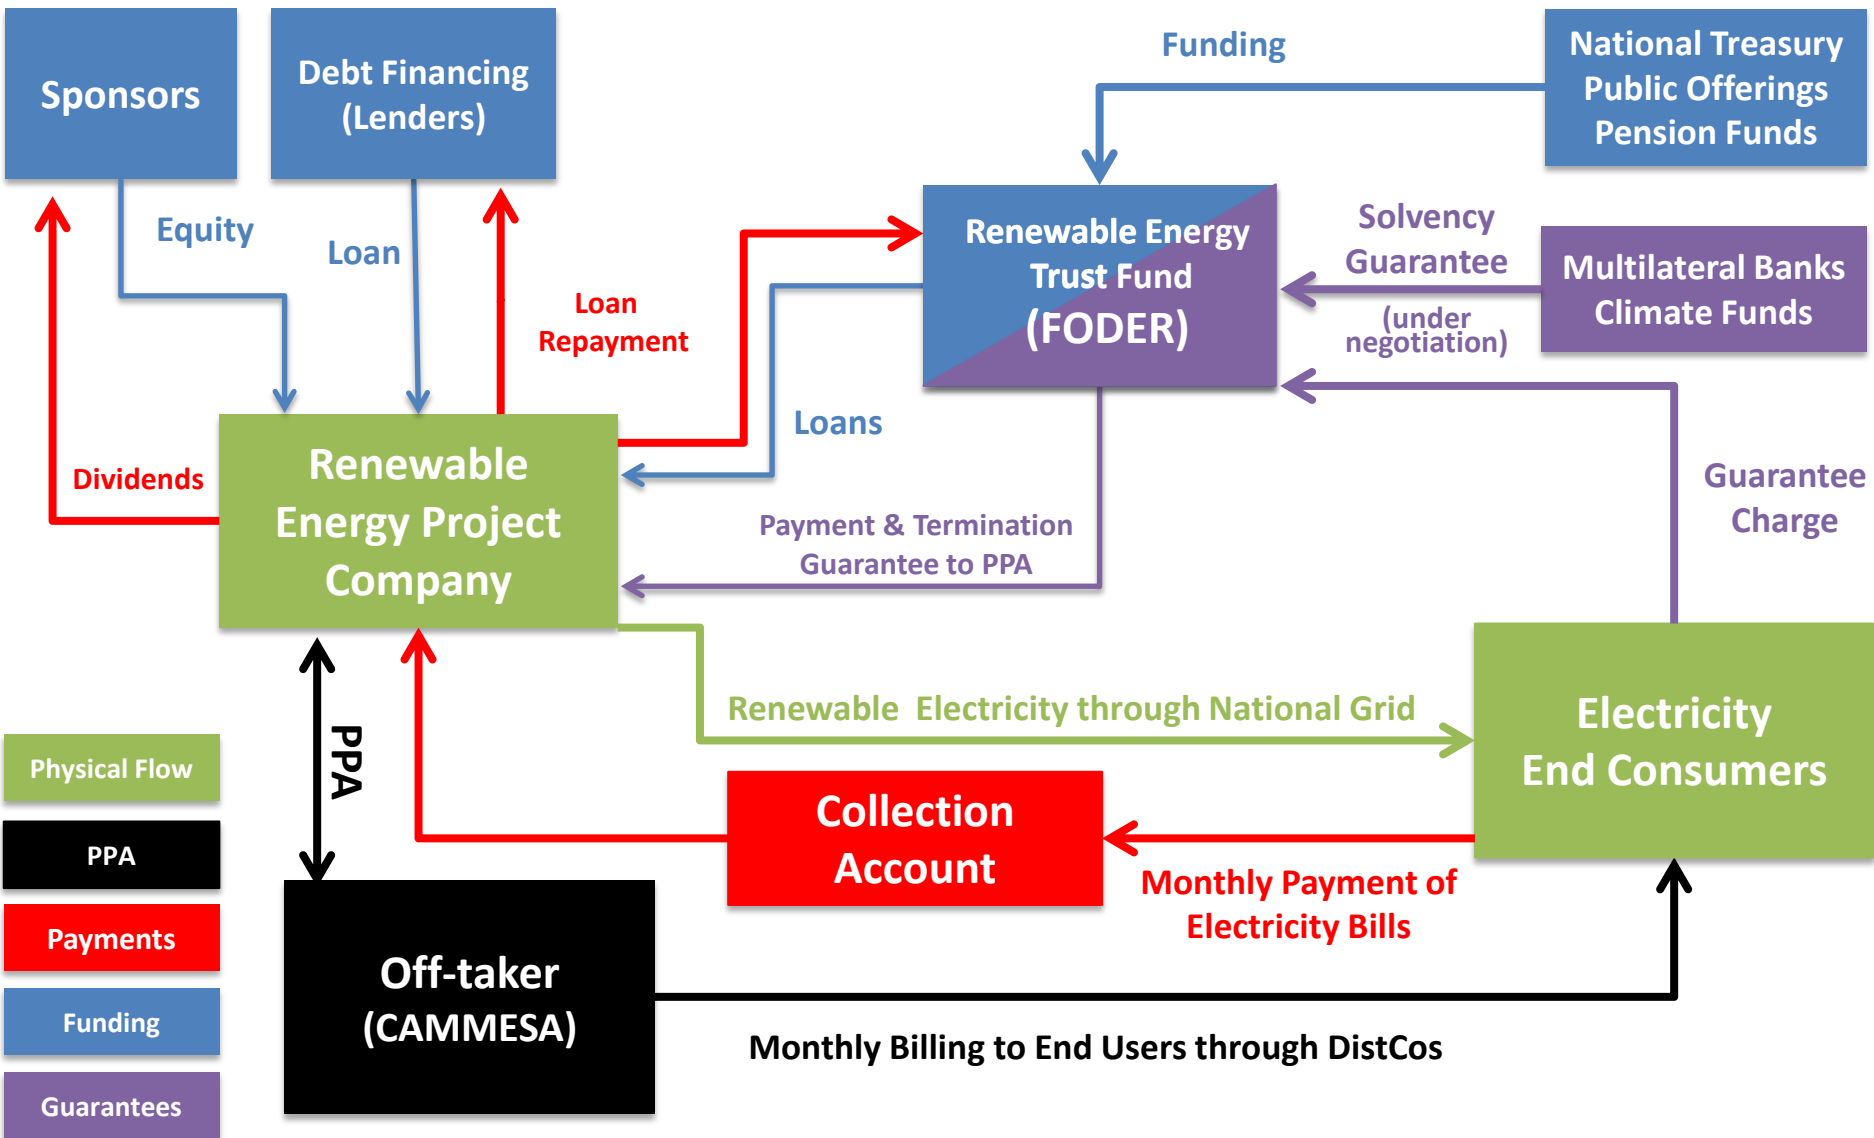 Sponsors
Debt Financing
(Lenders)
Funding
National Treasury
Public Offerings
Pension Funds
Equity
Loan
Loan
Repayment
Renewable Energy
Trust Fund
(FODER)
Solvency
Guarantee
(under
negotiation)
Multilateral Banks
Climate Funds
Dividends
Renewable
Energy Project
Company
Loans
Payment & Termination
Guarantee to PPA
Guarantee
Charge
PPA
Renewable Electricity through National Grid
Electricity
End Consumers
Collection
Account
Monthly Payment of
Electricity Bills
Off-taker
(CAMMESA)
Monthly Billing to End Users through DistCos
Physical Flow
PPA
Payments
Funding
Guarantees